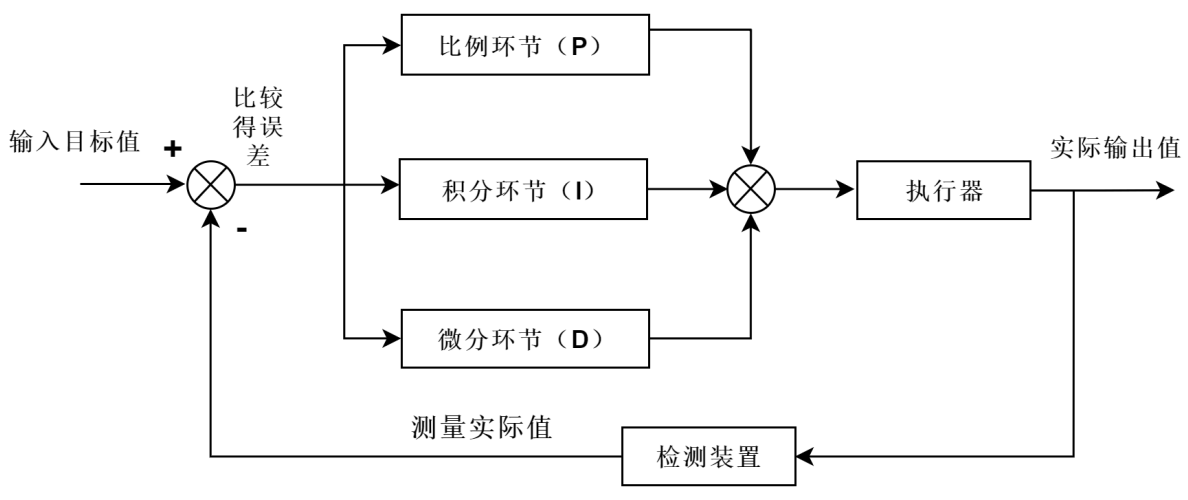 比例环节（P）
比较
得误
差
输入目标值
+
实际输出值
积分环节（I）
执行器
-
微分环节（D）
测量实际值
检测装置